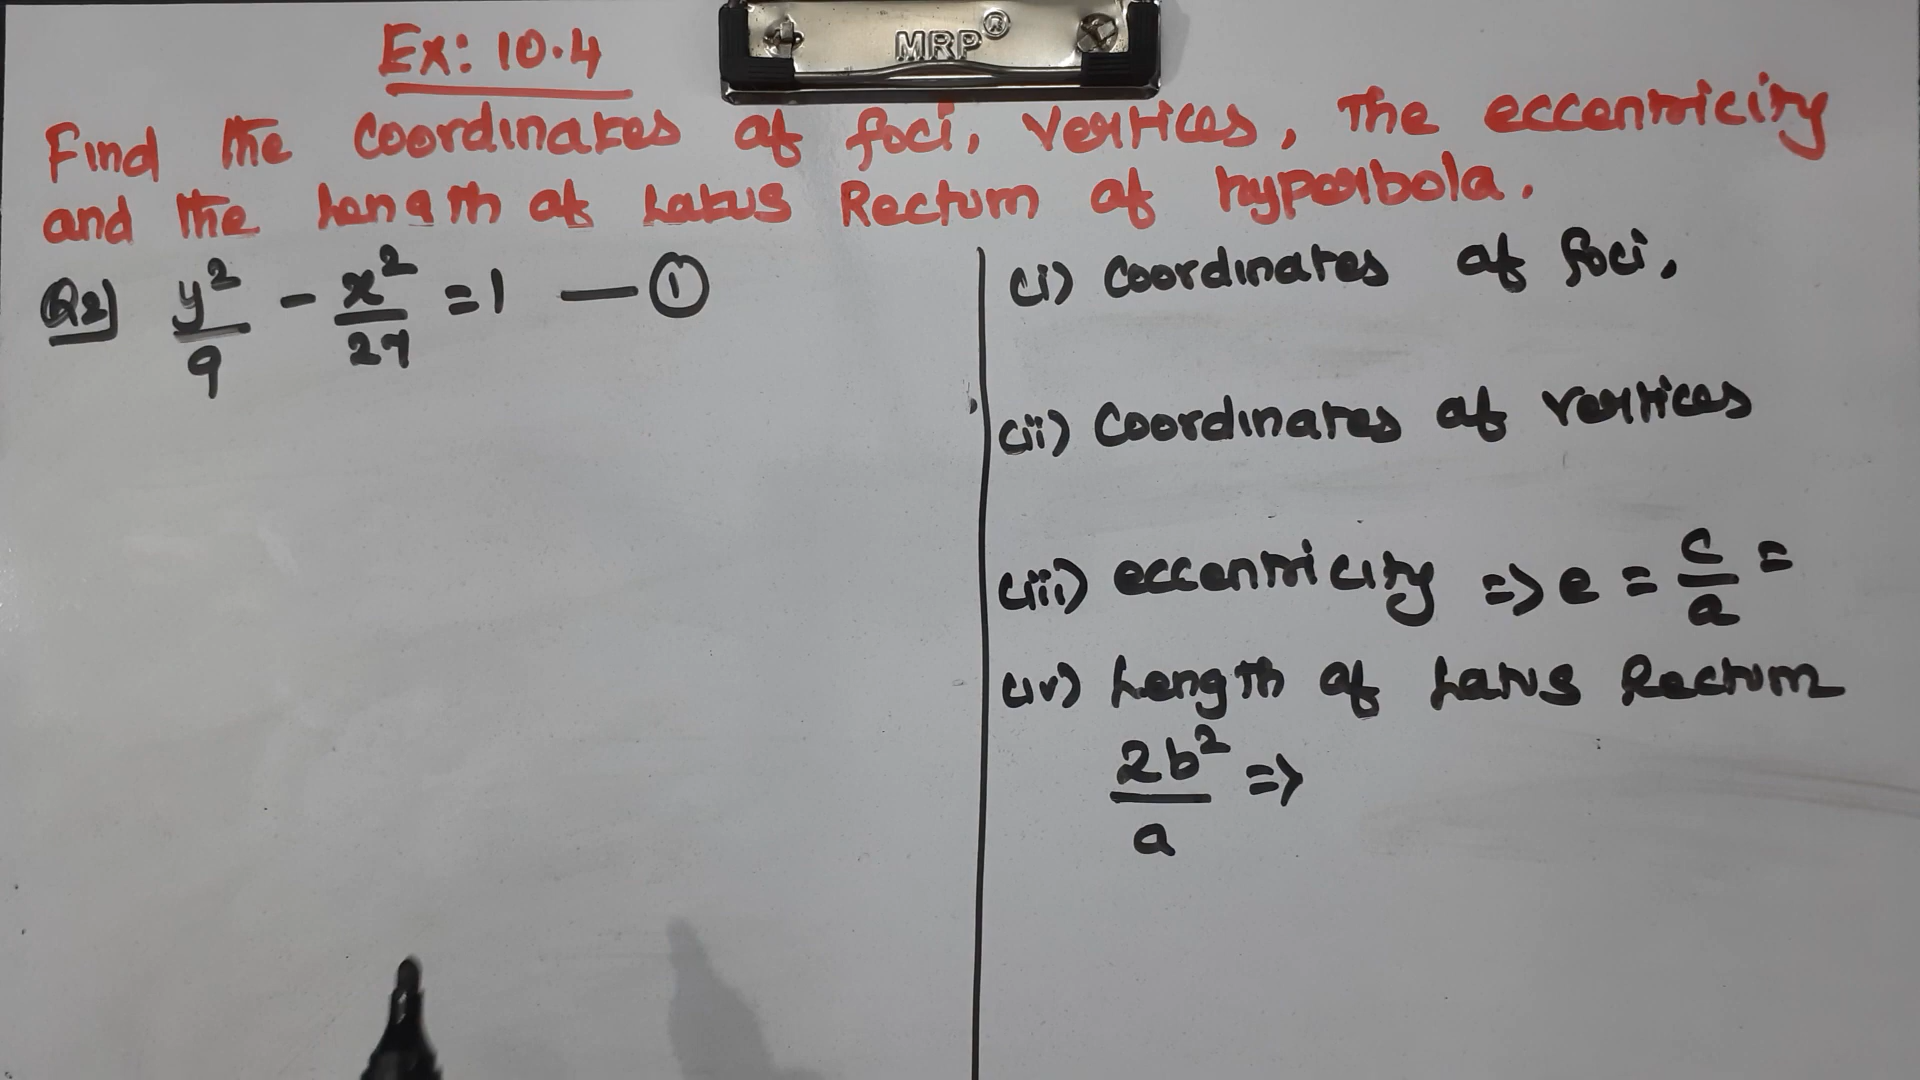 MRP®
Ex: 10.4
Find the coordinates of foci, vertices, The eccentricity
and the Length of Latus Rectum of hyperbola.
Q2) y²/9 - x²/27 = 1 — ①
(i) Coordinates of foci,
(ii) Coordinates of vertices
(iii) eccentricity => e = c/a =
(iv) Length of Latus Rectum
2b²/a =>